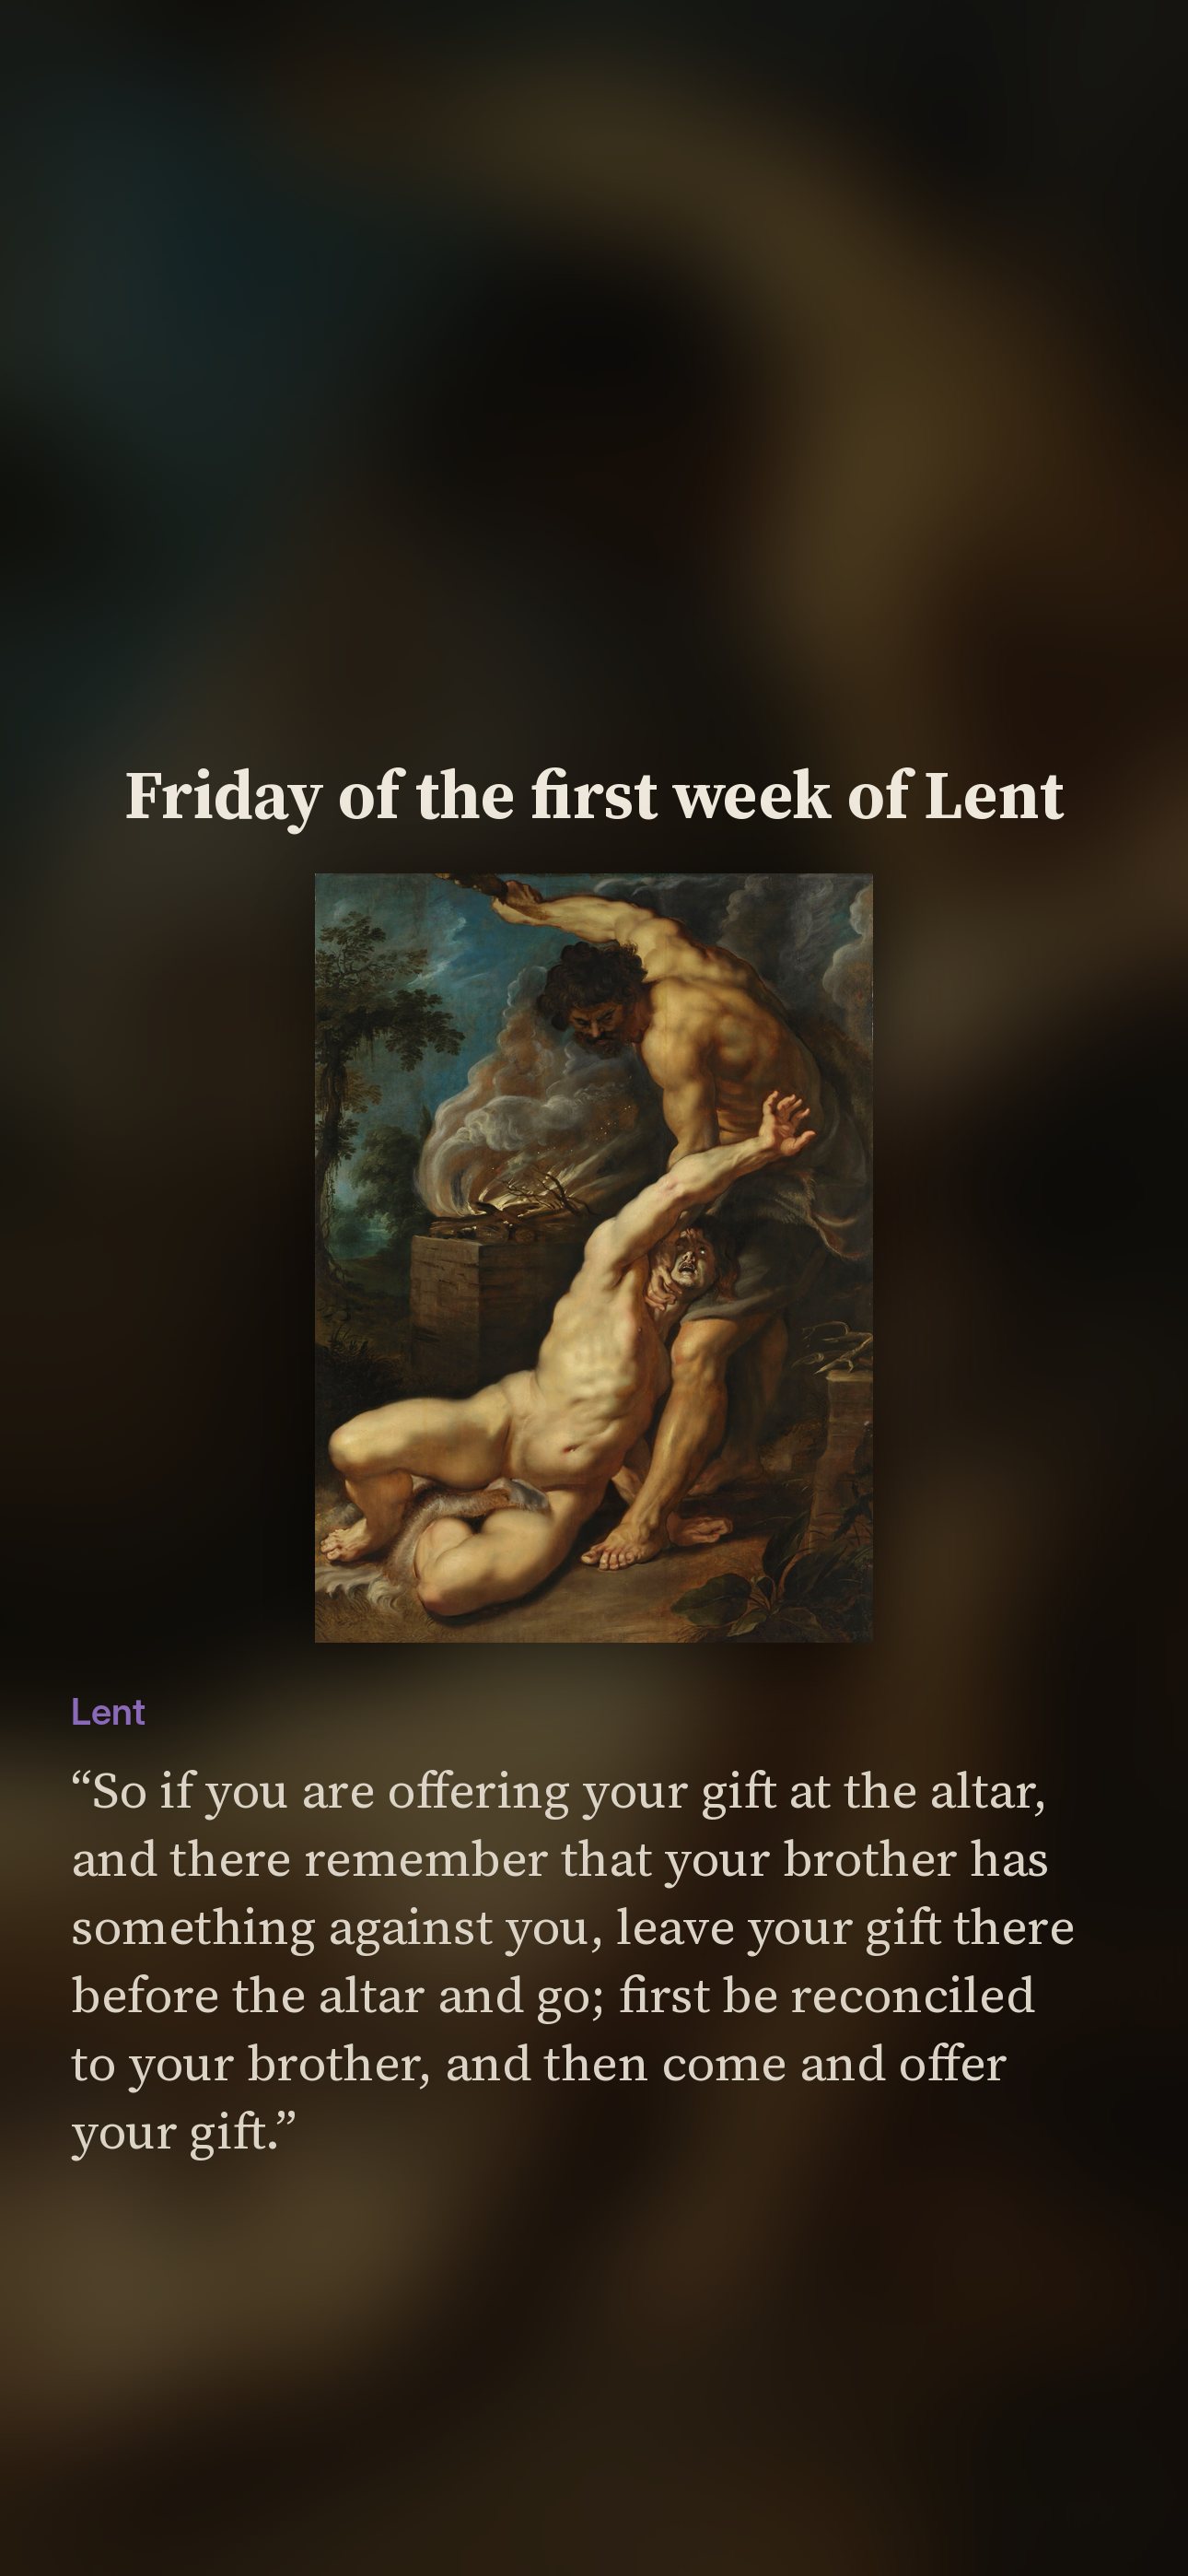 Friday of the first week of Lent
Lent
“So if you are offering your gift at the altar,
and there remember that your brother has
something against you, leave your gift there
before the altar and go; first be reconciled
to your brother, and then come and offer
your gift.”